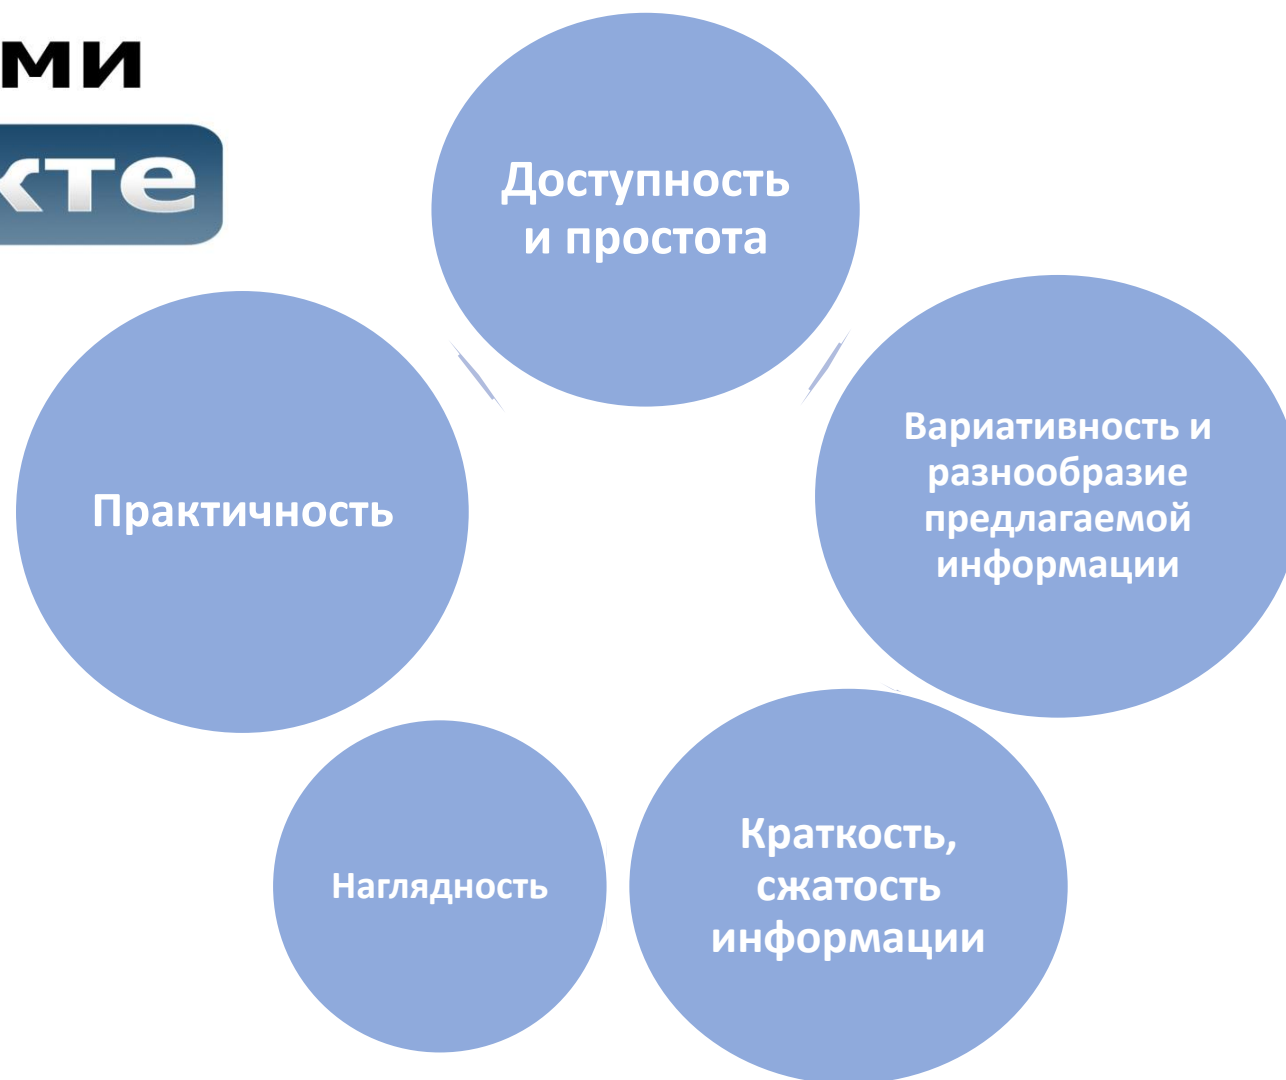 ми
кте
Доступность
и простота
Вариативность и
разнообразие
предлагаемой
информации
Краткость,
сжатость
информации
Наглядность
Практичность